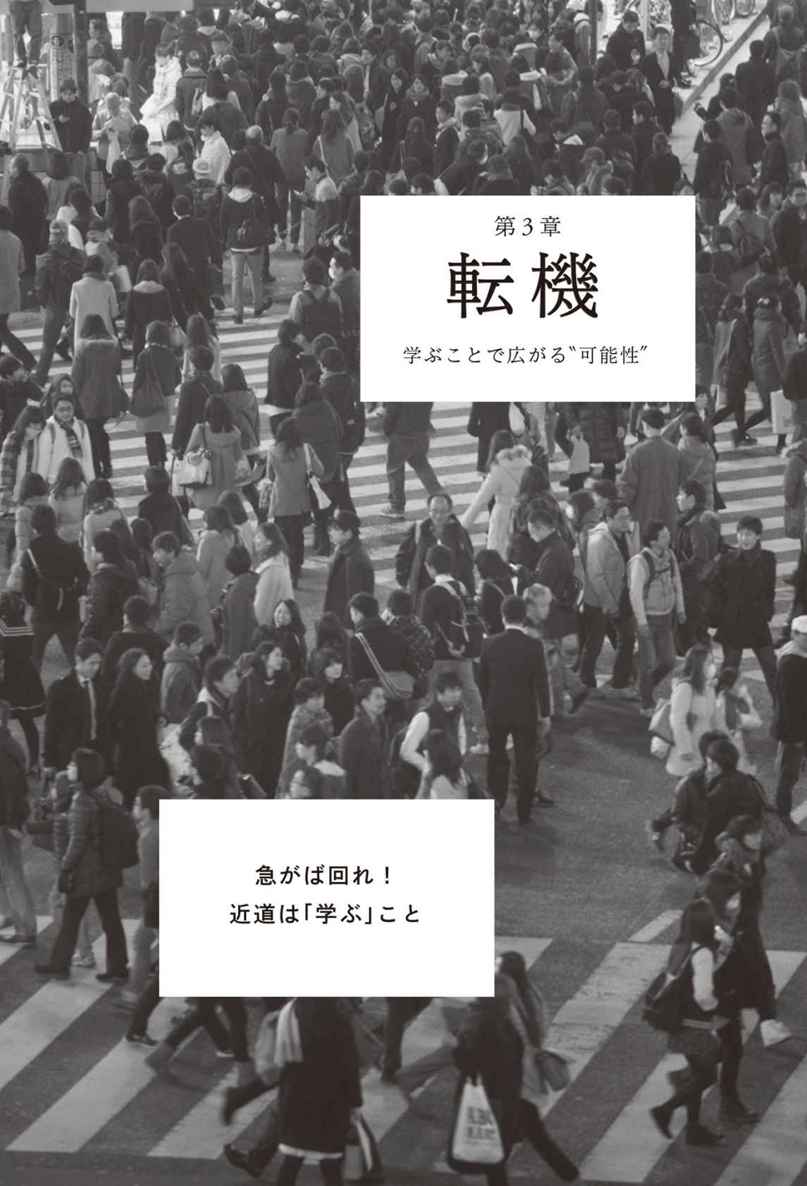 第3章
転機
学ぶことで広がる〝可能性〟
急がば回れ！
近道は「学ぶ」こと